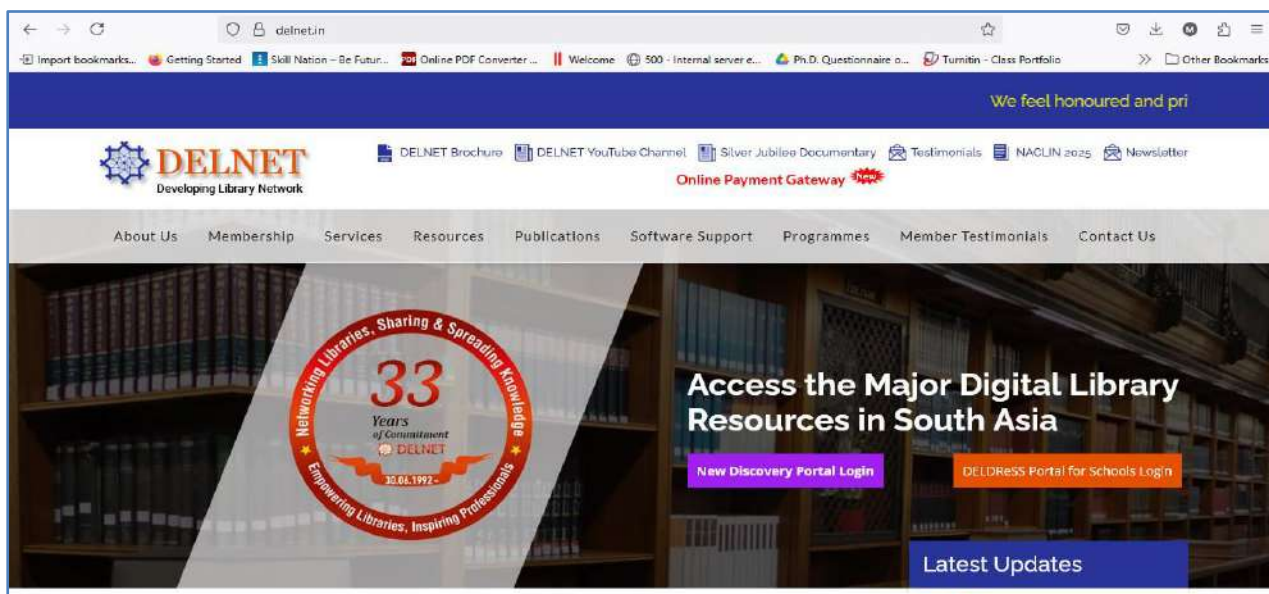 delnet.in
Import bookmarks... Getting Started Skill Nation – Be Futur... PDF Online PDF Converter ... Welcome 500 - Internal server e... Ph.D. Questionnaire o... Turnitin - Class Portfolio Other Bookmarks
We feel honoured and pri
DELNET
Developing Library Network
DELNET Brochure DELNET YouTube Channel Silver Jubilee Documentary Testimonials NACLIN 2025 Newsletter
Online Payment Gateway New
About Us Membership Services Resources Publications Software Support Programmes Member Testimonials Contact Us
Networking Libraries, Sharing & Spreading Knowledge
33
Years
of Commitment
DELNET
30.06.1992 -
Empowering Libraries, Inspiring Professionals
Access the Major Digital Library
Resources in South Asia
New Discovery Portal Login DELDReSS Portal for Schools Login
Latest Updates